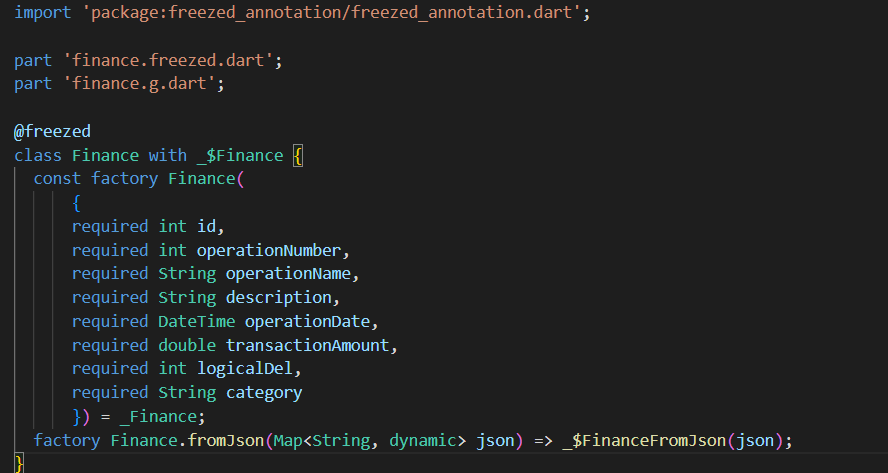 import 'package:freezed_annotation/freezed_annotation.dart';
part 'finance.freezed.dart';
part 'finance.g.dart';
@freezed
class Finance with _$Finance {
const factory Finance(
{
required int id,
required int operationNumber,
required String operationName,
required String description,
required DateTime operationDate,
required double transactionAmount,
required int logicalDel,
required String category
}) = _Finance;
factory Finance.fromJson(Map<String, dynamic> json) => _$FinanceFromJson(json);
}